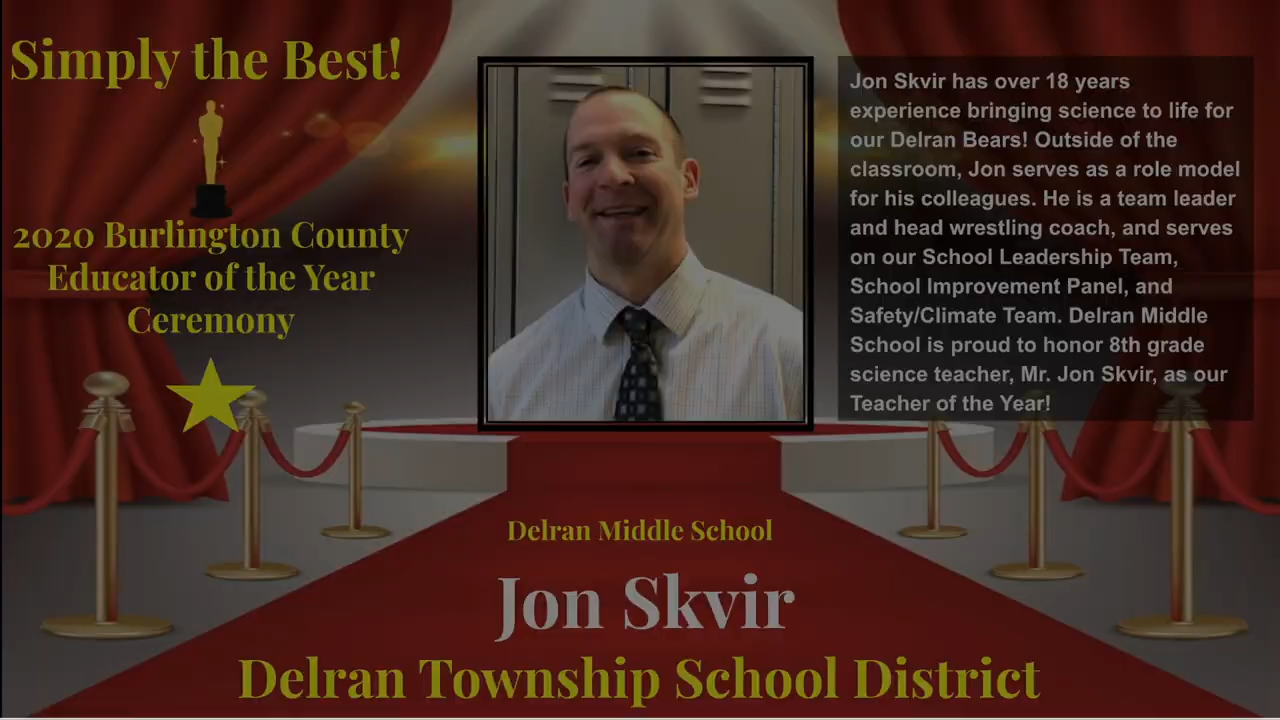 Simply the Best!
2020 Burlington County
Educator of the Year
Ceremony
Jon Skvir has over 18 years
experience bringing science to life for
our Delran Bears! Outside of the
classroom, Jon serves as a role model
for his colleagues. He is a team leader
and head wrestling coach, and serves
on our School Leadership Team,
School Improvement Panel, and
Safety/Climate Team. Delran Middle
School is proud to honor 8th grade
science teacher, Mr. Jon Skvir, as our
Teacher of the Year!
Delran Middle School
Jon Skvir
Delran Township School District